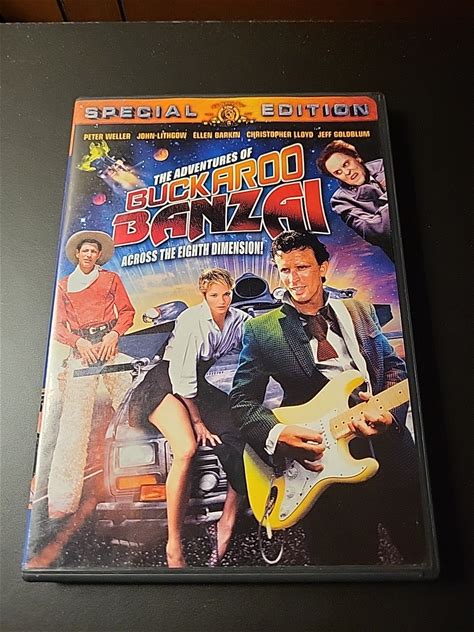 SPECIAL EDITION
PETER WELLER JOHN LITHGOW ELLEN BARKIN CHRISTOPHER LLOYD JEFF GOLDBLUM
THE ADVENTURES OF
BUCKAROO
BANZAI
ACROSS THE EIGHTH DIMENSION!